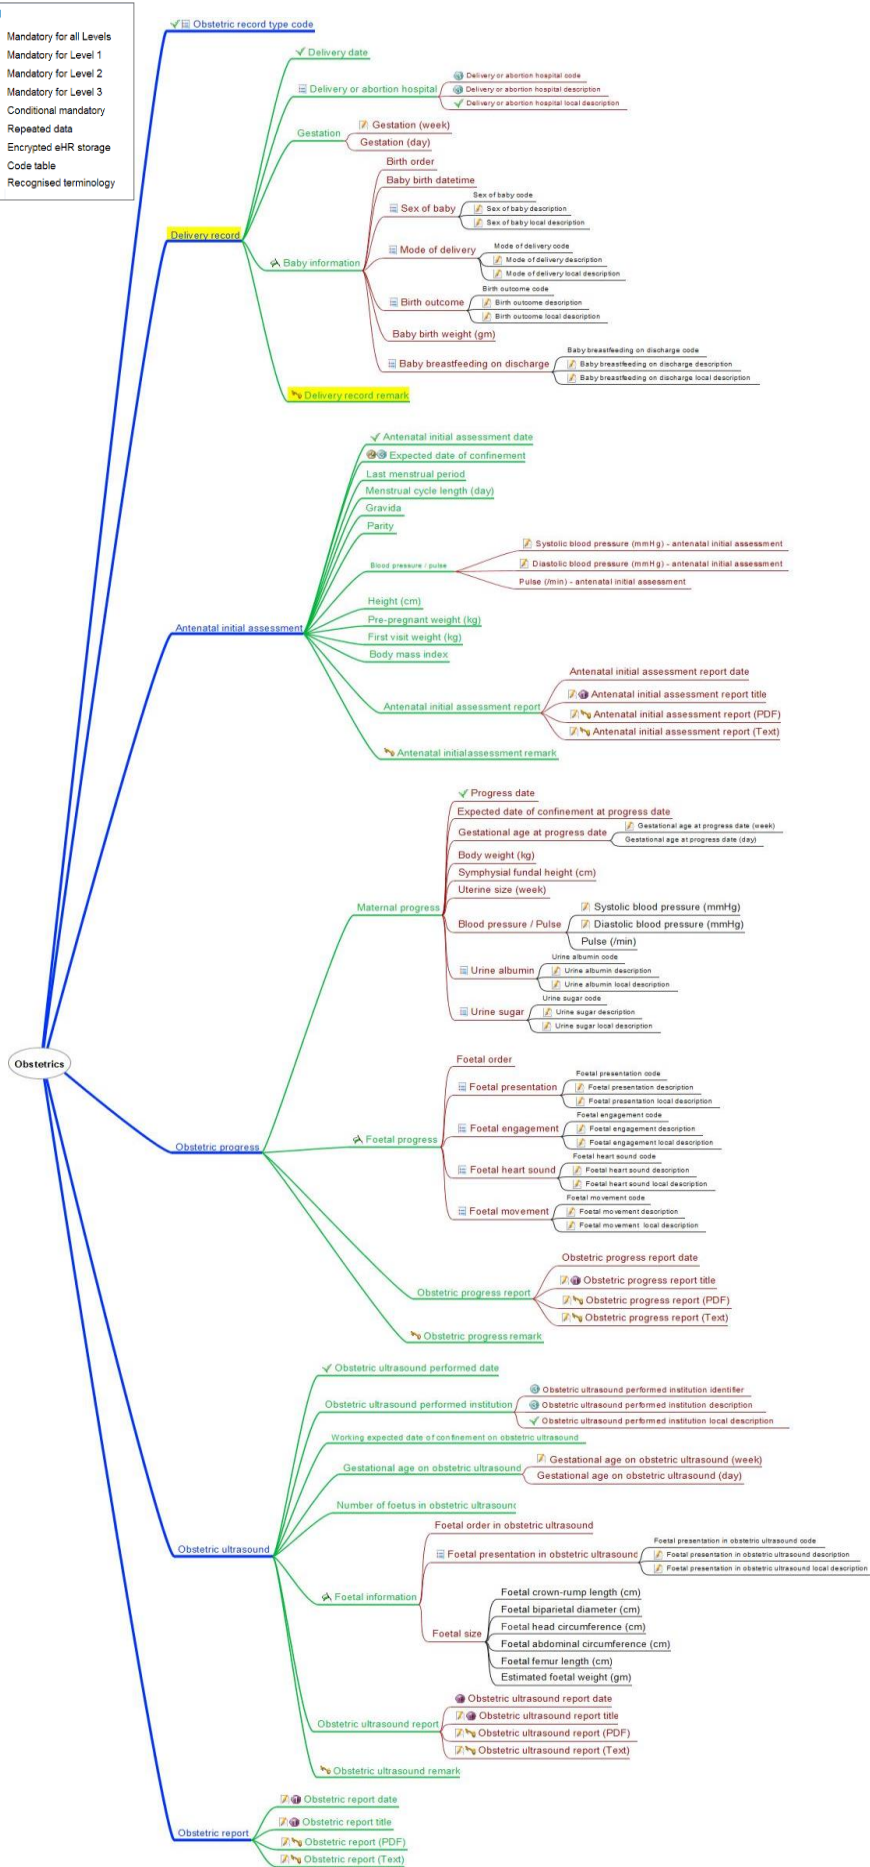 Mandatory for all Levels
Mandatory for Level 1
Mandatory for Level 2
Mandatory for Level 3
Conditional mandatory
Repeated data
Encrypted eHR storage
Code table
Recognised terminology
Obstetrics
Obstetric record type code
Delivery record
Delivery date
Delivery or abortion hospital
Delivery or abortion hospital code
Delivery or abortion hospital description
Delivery or abortion hospital local description
Gestation
Gestation (week)
Gestation (day)
Baby information
Birth order
Baby birth datetime
Sex of baby
Sex of baby code
Sex of baby description
Sex of baby local description
Mode of delivery
Mode of delivery code
Mode of delivery description
Mode of delivery local description
Birth outcome
Birth outcome code
Birth outcome description
Birth outcome local description
Baby birth weight (gm)
Baby breastfeeding on discharge
Baby breastfeeding on discharge code
Baby breastfeeding on discharge description
Baby breastfeeding on discharge local description
Delivery record remark
Antenatal initial assessment
Antenatal initial assessment date
Expected date of confinement
Last menstrual period
Menstrual cycle length (day)
Gravida
Parity
Blood pressure / pulse
Systolic blood pressure (mmHg) - antenatal initial assessment
Diastolic blood pressure (mmHg) - antenatal initial assessment
Pulse (/min) - antenatal initial assessment
Height (cm)
Pre-pregnant weight (kg)
First visit weight (kg)
Body mass index
Antenatal initial assessment report
Antenatal initial assessment report date
Antenatal initial assessment report title
Antenatal initial assessment report (PDF)
Antenatal initial assessment report (Text)
Antenatal initial assessment remark
Obstetric progress
Maternal progress
Progress date
Expected date of confinement at progress date
Gestational age at progress date
Gestational age at progress date (week)
Gestational age at progress date (day)
Body weight (kg)
Symphysial fundal height (cm)
Uterine size (week)
Blood pressure / Pulse
Systolic blood pressure (mmHg)
Diastolic blood pressure (mmHg)
Pulse (/min)
Urine albumin
Urine albumin code
Urine albumin description
Urine albumin local description
Urine sugar
Urine sugar code
Urine sugar description
Urine sugar local description
Foetal progress
Foetal order
Foetal presentation
Foetal presentation code
Foetal presentation description
Foetal presentation local description
Foetal engagement
Foetal engagement code
Foetal engagement description
Foetal engagement local description
Foetal heart sound
Foetal heart sound code
Foetal heart sound description
Foetal heart sound local description
Foetal movement
Foetal movement code
Foetal movement description
Foetal movement local description
Obstetric progress report
Obstetric progress report date
Obstetric progress report title
Obstetric progress report (PDF)
Obstetric progress report (Text)
Obstetric progress remark
Obstetric ultrasound
Obstetric ultrasound performed date
Obstetric ultrasound performed institution
Obstetric ultrasound performed institution identifier
Obstetric ultrasound performed institution description
Obstetric ultrasound performed institution local description
Working expected date of confinement on obstetric ultrasound
Gestational age on obstetric ultrasound
Gestational age on obstetric ultrasound (week)
Gestational age on obstetric ultrasound (day)
Number of foetus in obstetric ultrasound
Foetal information
Foetal order in obstetric ultrasound
Foetal presentation in obstetric ultrasound
Foetal presentation in obstetric ultrasound code
Foetal presentation in obstetric ultrasound description
Foetal presentation in obstetric ultrasound local description
Foetal size
Foetal crown-rump length (cm)
Foetal biparietal diameter (cm)
Foetal head circumference (cm)
Foetal abdominal circumference (cm)
Foetal femur length (cm)
Estimated foetal weight (gm)
Obstetric ultrasound report
Obstetric ultrasound report date
Obstetric ultrasound report title
Obstetric ultrasound report (PDF)
Obstetric ultrasound report (Text)
Obstetric ultrasound remark
Obstetric report
Obstetric report date
Obstetric report title
Obstetric report (PDF)
Obstetric report (Text)